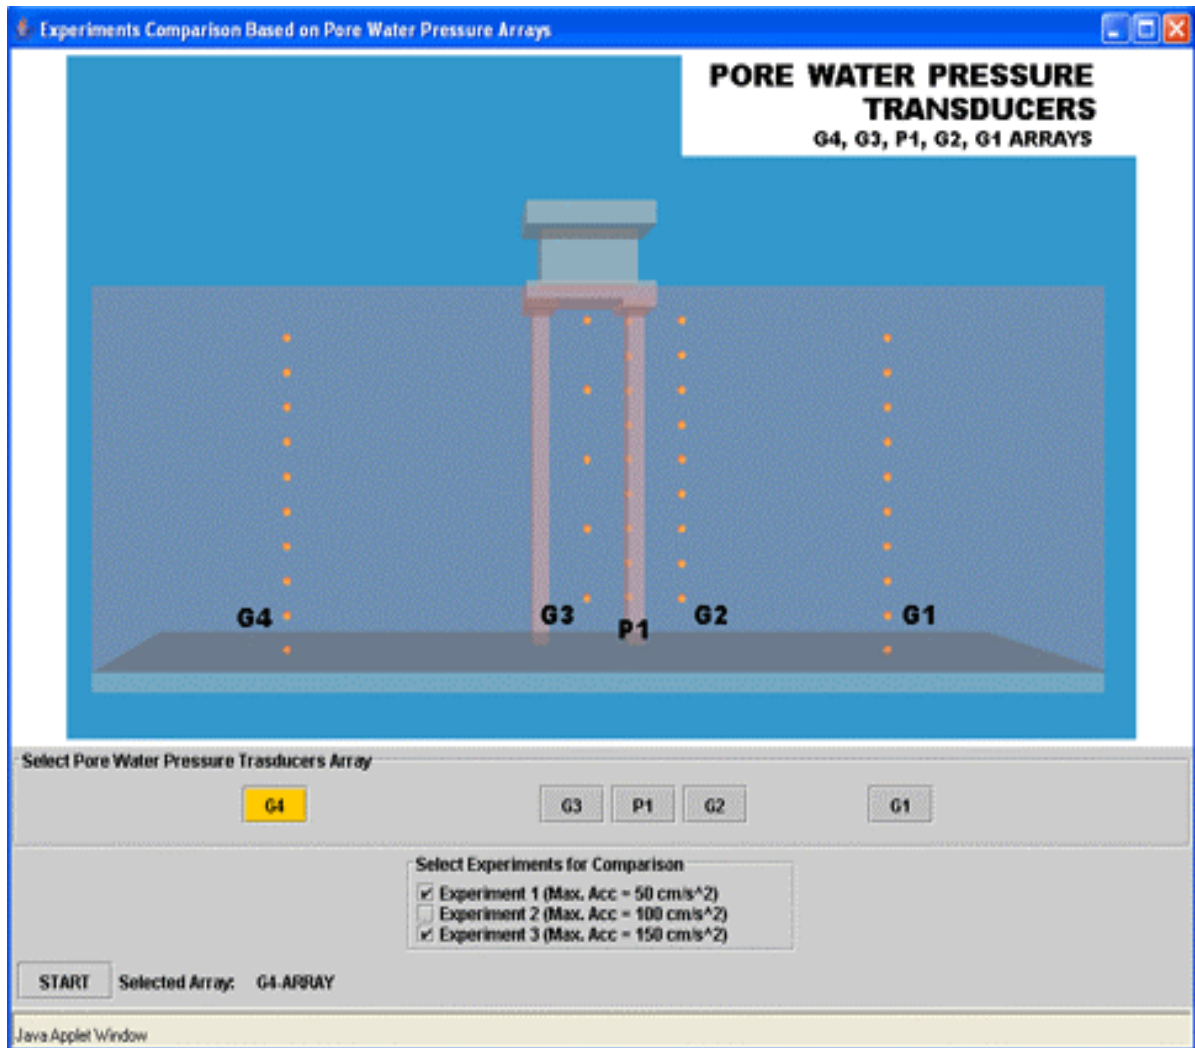 Experiments Comparison Based on Pore Water Pressure Arrays
PORE WATER PRESSURE
TRANSDUCERS
G4, G3, P1, G2, G1 ARRAYS
G4 G3 P1 G2 G1
Select Pore Water Pressure Trasducers Array
G4 G3 P1 G2 G1
Select Experiments for Comparison
Experiment 1 (Max. Acc = 50 cm/s^2)
Experiment 2 (Max. Acc = 100 cm/s^2)
Experiment 3 (Max. Acc = 150 cm/s^2)
START Selected Array: G4-ARRAY
Java Applet Window